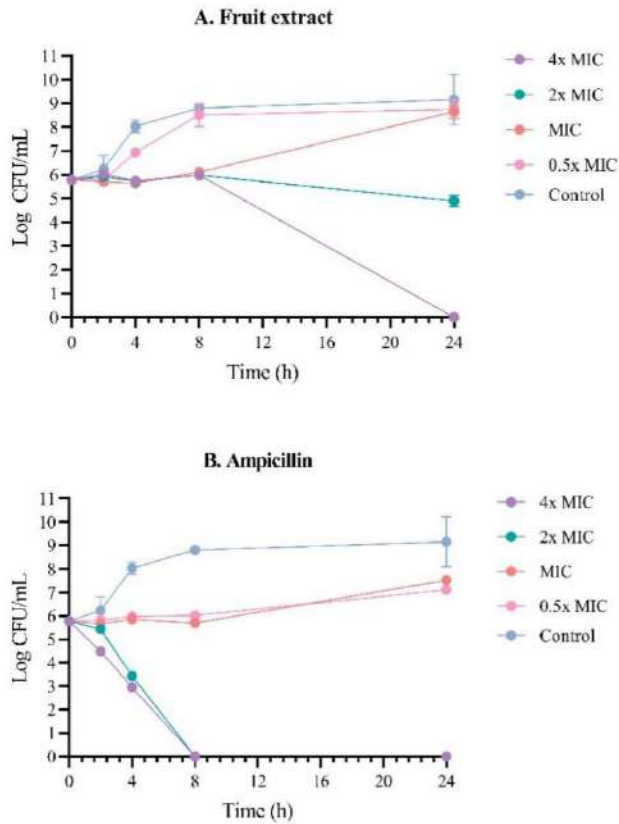 A. Fruit extract
11
10
9
8
7
6
5
4
3
2
1
0
Log CFU/mL
0 4 8 12 16 20 24
Time (h)
4x MIC
2x MIC
MIC
0.5x MIC
Control
B. Ampicillin
11
10
9
8
7
6
5
4
3
2
1
0
Log CFU/mL
0 4 8 12 16 20 24
Time (h)
4x MIC
2x MIC
MIC
0.5x MIC
Control